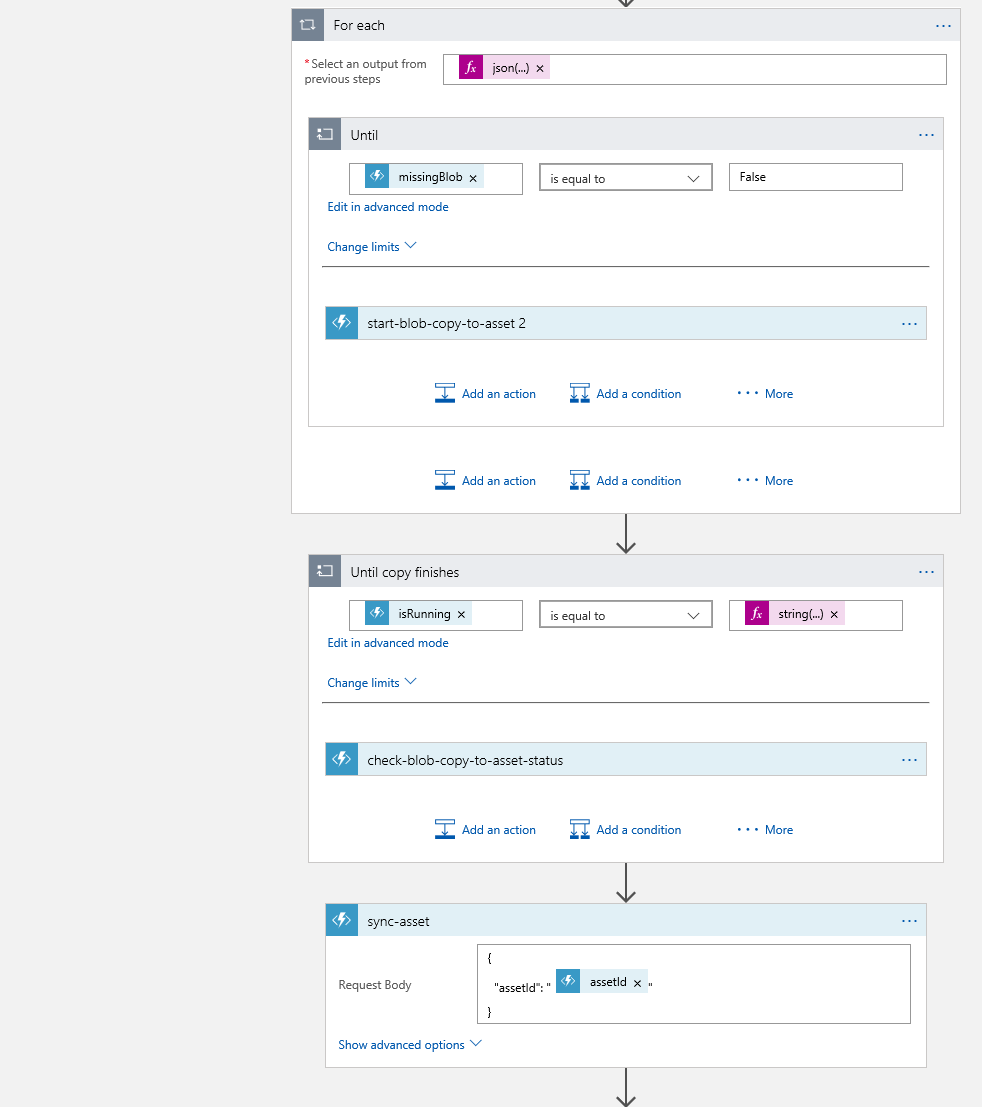 For each
*Select an output from
previous steps
fx json(...) ×
Until
missingBlob × is equal to False
Edit in advanced mode
Change limits
start-blob-copy-to-asset 2
Add an action Add a condition ··· More
Add an action Add a condition ··· More
Until copy finishes
isRunning × is equal to fx string(...) ×
Edit in advanced mode
Change limits
check-blob-copy-to-asset-status
Add an action Add a condition ··· More
sync-asset
Request Body
{
"assetId": " assetId × "
}
Show advanced options